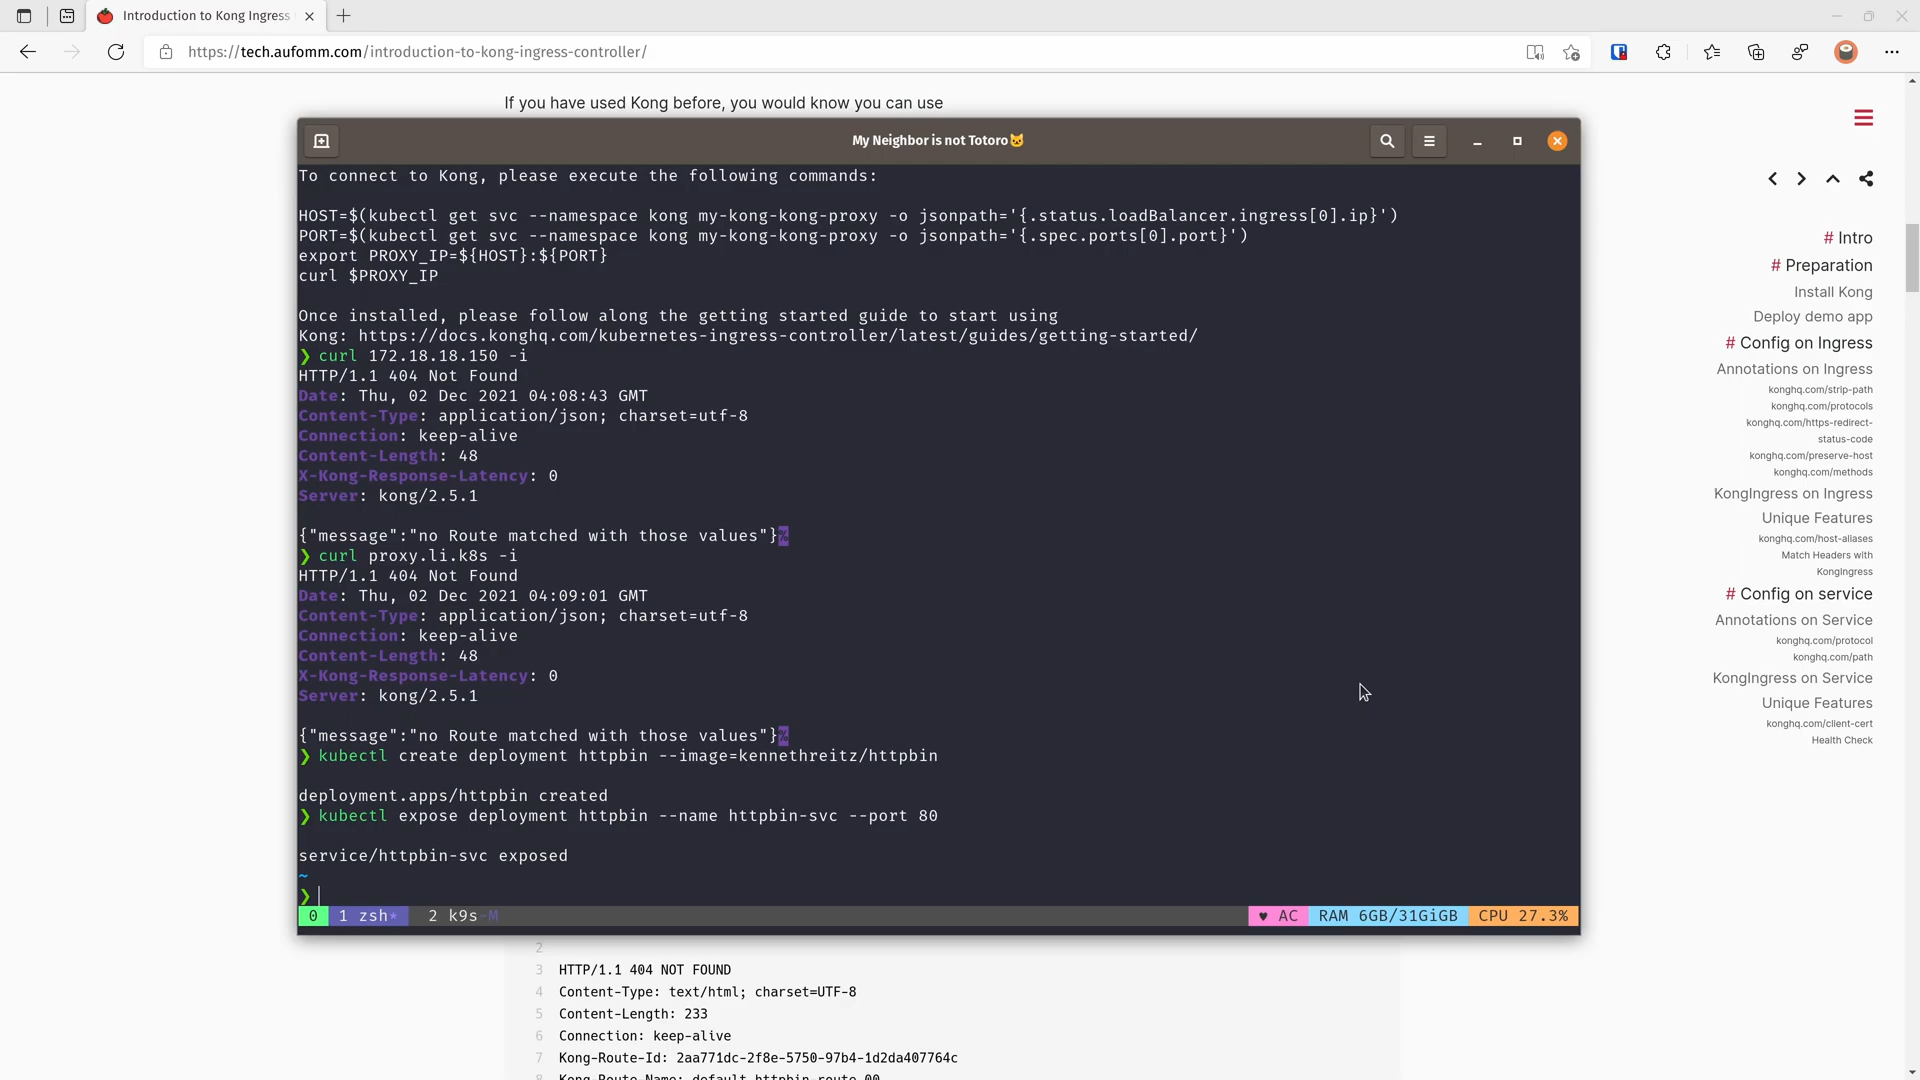 Introduction to Kong Ingress
https://tech.aufomm.com/introduction-to-kong-ingress-controller/
If you have used Kong before, you would know you can use
My Neighbor is not Totoro🐱
To connect to Kong, please execute the following commands:
HOST=$(kubectl get svc --namespace kong my-kong-kong-proxy -o jsonpath='{.status.loadBalancer.ingress[0].ip}')
PORT=$(kubectl get svc --namespace kong my-kong-kong-proxy -o jsonpath='{.spec.ports[0].port}')
export PROXY_IP=${HOST}:${PORT}
curl $PROXY_IP
Once installed, please follow along the getting started guide to start using
Kong: https://docs.konghq.com/kubernetes-ingress-controller/latest/guides/getting-started/
❯ curl 172.18.18.150 -i
HTTP/1.1 404 Not Found
Date: Thu, 02 Dec 2021 04:08:43 GMT
Content-Type: application/json; charset=utf-8
Connection: keep-alive
Content-Length: 48
X-Kong-Response-Latency: 0
Server: kong/2.5.1
{"message":"no Route matched with those values"}%
❯ curl proxy.li.k8s -i
HTTP/1.1 404 Not Found
Date: Thu, 02 Dec 2021 04:09:01 GMT
Content-Type: application/json; charset=utf-8
Connection: keep-alive
Content-Length: 48
X-Kong-Response-Latency: 0
Server: kong/2.5.1
{"message":"no Route matched with those values"}%
❯ kubectl create deployment httpbin --image=kennethreitz/httpbin
deployment.apps/httpbin created
❯ kubectl expose deployment httpbin --name httpbin-svc --port 80
service/httpbin-svc exposed
~
❯
0 1 zsh* 2 k9s-M ♥ AC RAM 6GB/31GiGB CPU 27.3%
2
3 HTTP/1.1 404 NOT FOUND
4 Content-Type: text/html; charset=UTF-8
5 Content-Length: 233
6 Connection: keep-alive
7 Kong-Route-Id: 2aa771dc-2f8e-5750-97b4-1d2da407764c
8 Kong-Route-Name: default.httpbin-route.00
# Intro
# Preparation
Install Kong
Deploy demo app
# Config on Ingress
Annotations on Ingress
konghq.com/strip-path
konghq.com/protocols
konghq.com/https-redirect-
status-code
konghq.com/preserve-host
konghq.com/methods
KongIngress on Ingress
Unique Features
konghq.com/host-aliases
Match Headers with
KongIngress
# Config on service
Annotations on Service
konghq.com/protocol
konghq.com/path
KongIngress on Service
Unique Features
konghq.com/client-cert
Health Check